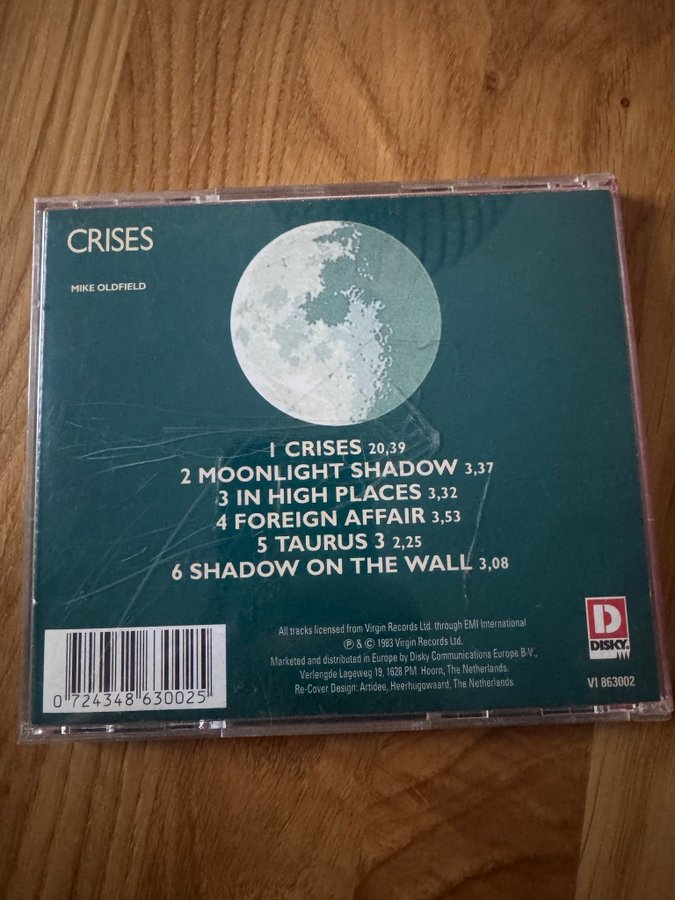 CRISES
MIKE OLDFIELD
1 CRISES 20,39
2 MOONLIGHT SHADOW 3,37
3 IN HIGH PLACES 3,32
4 FOREIGN AFFAIR 3,53
5 TAURUS 3 2,25
6 SHADOW ON THE WALL 3,08
All tracks licensed from Virgin Records Ltd. through EMI International
℗ & © 1983 Virgin Records Ltd.
Marketed and distributed in Europe by Disky Communications Europe B.V.,
Verlengde Lageweg 19, 1628 PM Hoorn, The Netherlands.
Re-Cover Design: Artidee, Heerhugowaard, The Netherlands.
D
DISKY
VI 863002
0 724348 630025